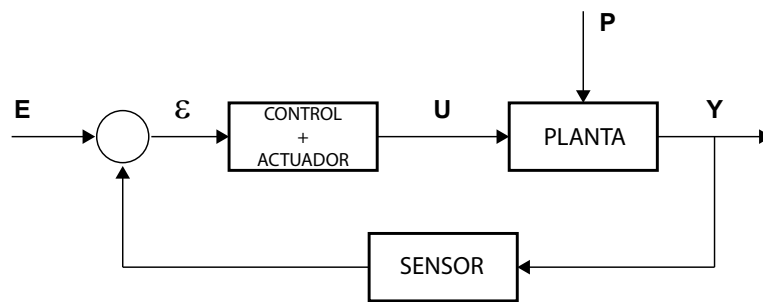 P
E
ε
CONTROL
+
ACTUADOR
U
PLANTA
Y
SENSOR